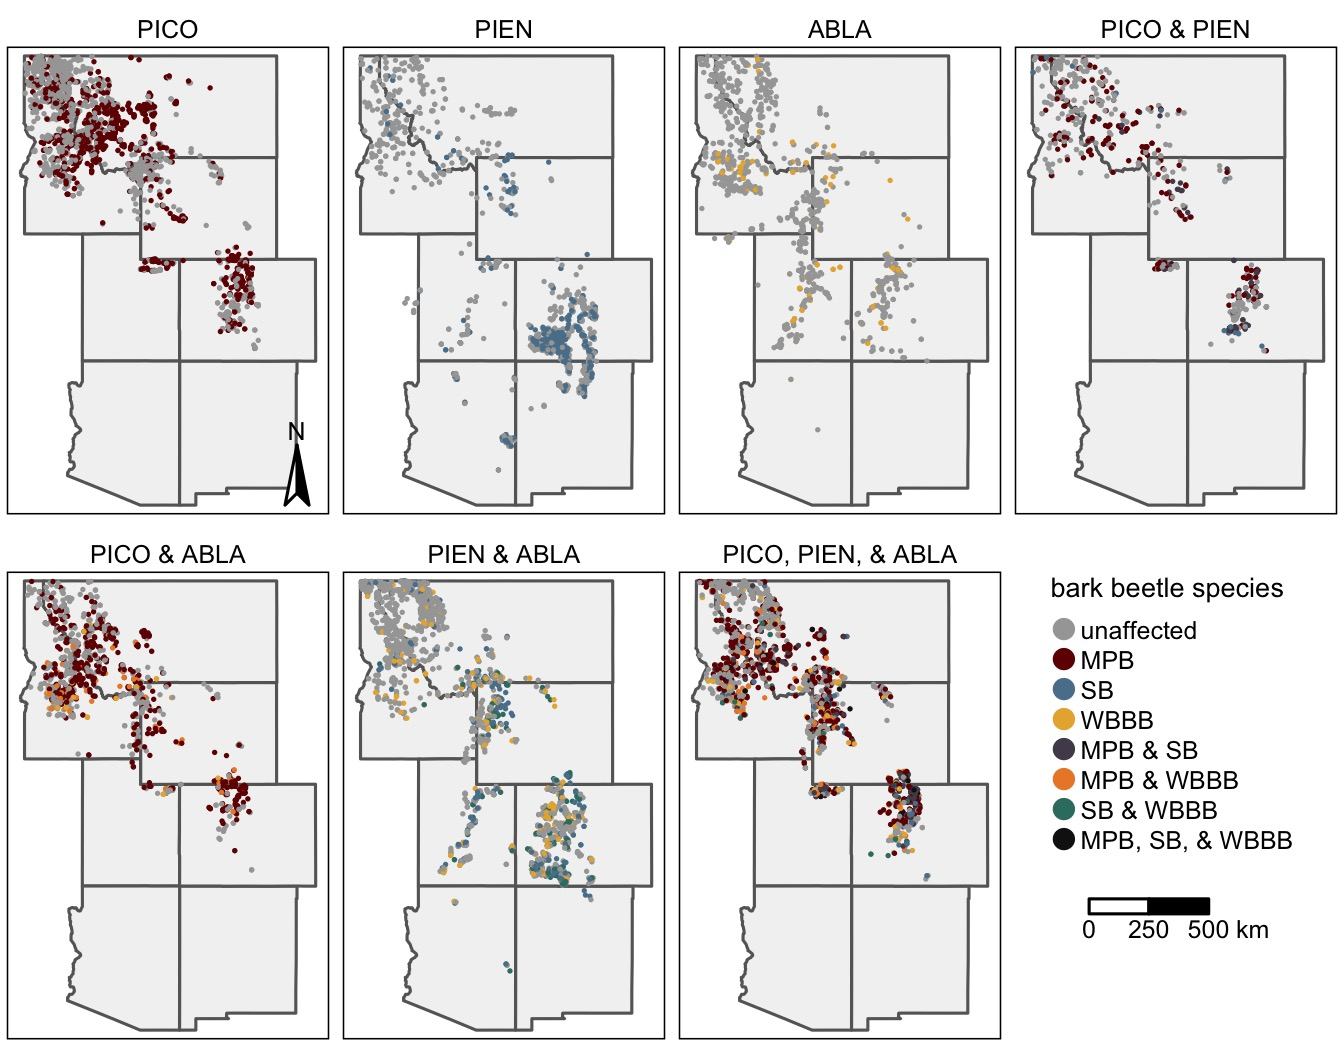 PICO
PIEN
ABLA
PICO & PIEN
N
PICO & ABLA
PIEN & ABLA
PICO, PIEN, & ABLA
bark beetle species
unaffected
MPB
SB
WBBB
MPB & SB
MPB & WBBB
SB & WBBB
MPB, SB, & WBBB
0 250 500 km